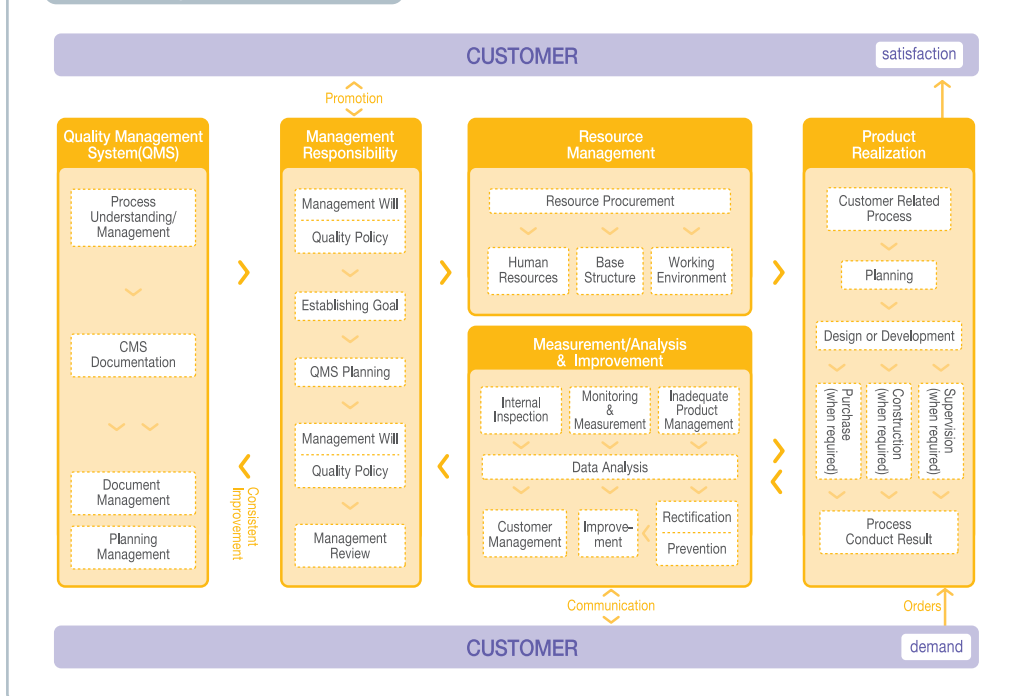 CUSTOMER
satisfaction
Promotion
Quality Management
System(QMS)
Process
Understanding/
Management
CMS
Documentation
Document
Management
Planning
Management
Consistent
Improvement
Management
Responsibility
Management Will
Quality Policy
Establishing Goal
QMS Planning
Management Will
Quality Policy
Management
Review
Resource
Management
Resource Procurement
Human
Resources
Base
Structure
Working
Environment
Measurement/Analysis
& Improvement
Internal
Inspection
Monitoring
&
Measurement
Inadequate
Product
Management
Data Analysis
Customer
Management
Improve-
ment
Rectification
Prevention
Product
Realization
Customer Related
Process
Planning
Design or Development
Purchase
(when required)
Construction
(when required)
Supervision
(when required)
Process
Conduct Result
Communication
Orders
CUSTOMER
demand